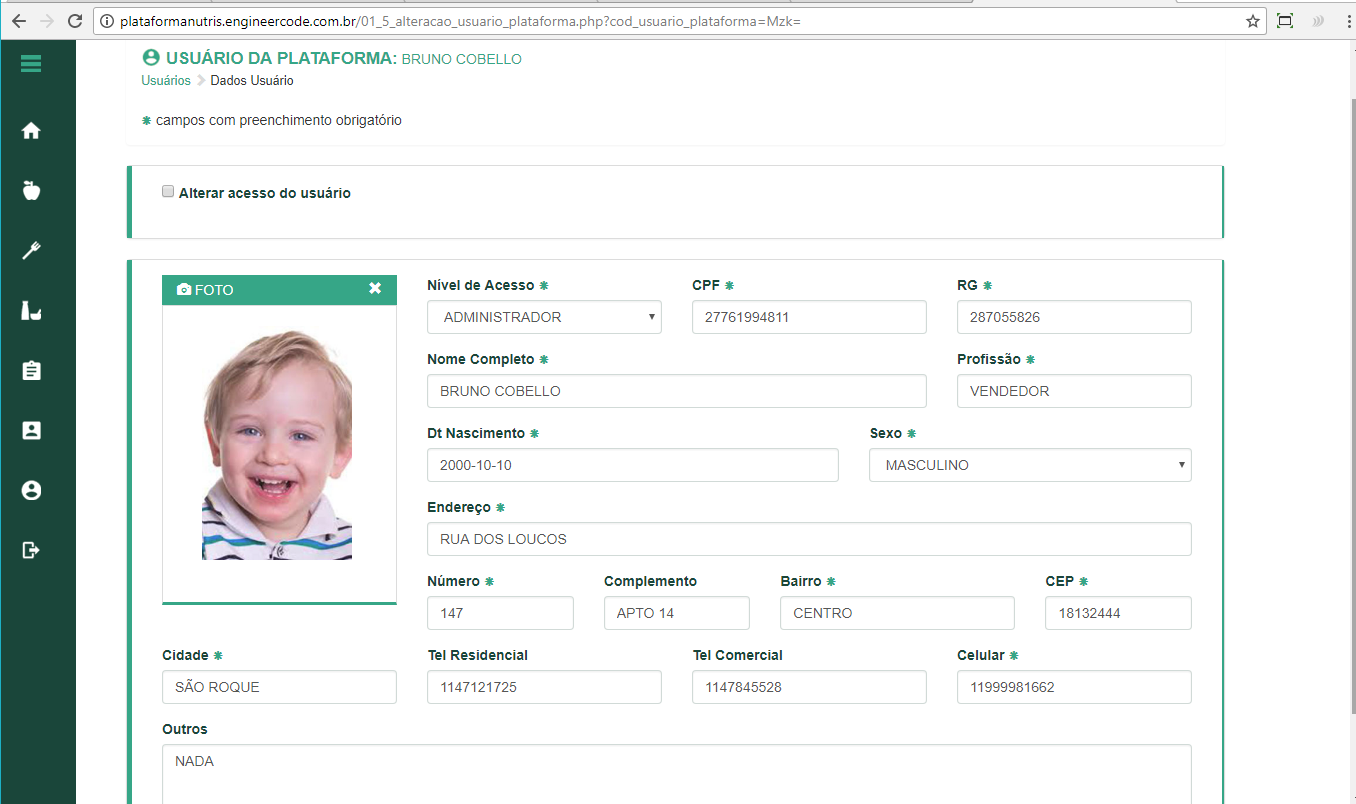 plataformanutris.engineercode.com.br/01_5_alteracao_usuario_plataforma.php?cod_usuario_plataforma=Mzk=
USUÁRIO DA PLATAFORMA: BRUNO COBELLO
Usuários > Dados Usuário
* campos com preenchimento obrigatório
Alterar acesso do usuário
FOTO
Nível de Acesso * CPF * RG *
ADMINISTRADOR 27761994811 287055826
Nome Completo * Profissão *
BRUNO COBELLO VENDEDOR
Dt Nascimento * Sexo *
2000-10-10 MASCULINO
Endereço *
RUA DOS LOUCOS
Número * Complemento Bairro * CEP *
147 APTO 14 CENTRO 18132444
Cidade * Tel Residencial Tel Comercial Celular *
SÃO ROQUE 1147121725 1147845528 11999981662
Outros
NADA